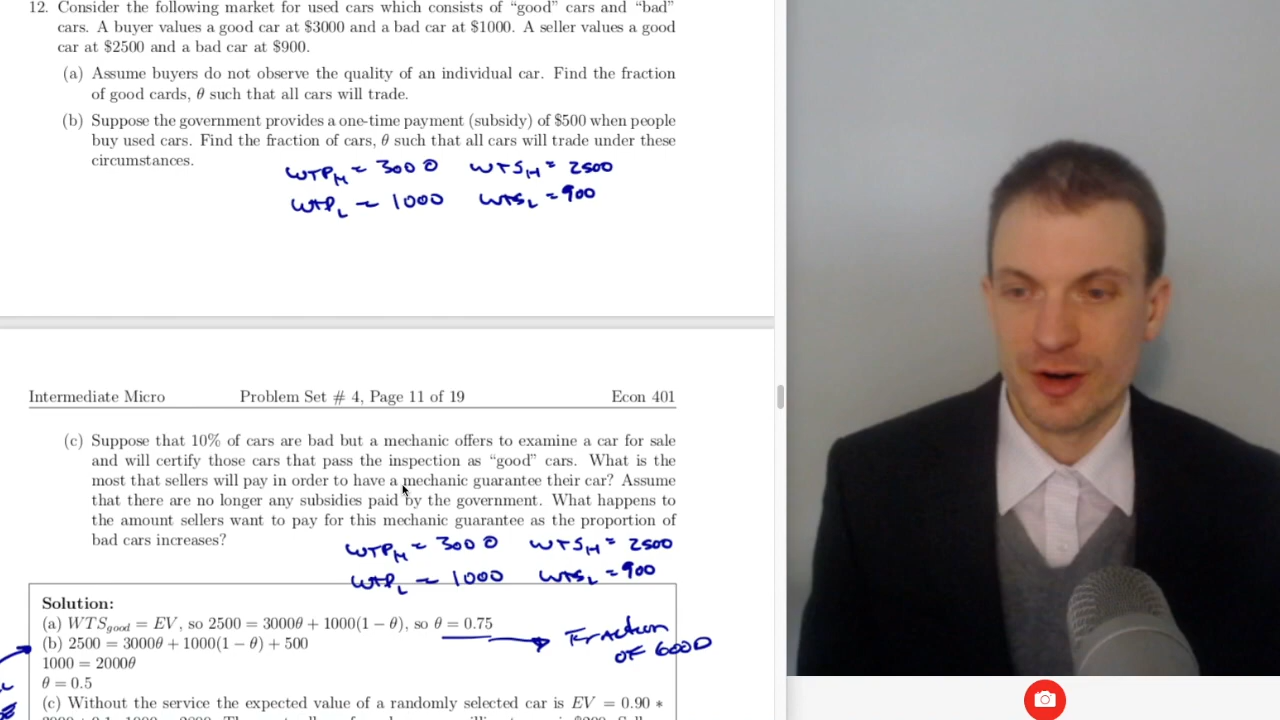 12. Consider the following market for used cars which consists of “good” cars and “bad”
cars. A buyer values a good car at $3000 and a bad car at $1000. A seller values a good
car at $2500 and a bad car at $900.
(a) Assume buyers do not observe the quality of an individual car. Find the fraction
of good cards, θ such that all cars will trade.
(b) Suppose the government provides a one-time payment (subsidy) of $500 when people
buy used cars. Find the fraction of cars, θ such that all cars will trade under these
circumstances.
WTP_H = 3000 WTS_H = 2500
WTP_L = 1000 WTS_L = 900
Intermediate Micro Problem Set # 4, Page 11 of 19 Econ 401
(c) Suppose that 10% of cars are bad but a mechanic offers to examine a car for sale
and will certify those cars that pass the inspection as “good” cars. What is the
most that sellers will pay in order to have a mechanic guarantee their car? Assume
that there are no longer any subsidies paid by the government. What happens to
the amount sellers want to pay for this mechanic guarantee as the proportion of
bad cars increases?
WTP_H = 3000 WTS_H = 2500
WTP_L = 1000 WTS_L = 900
Solution:
(a) WTS_good = EV, so 2500 = 3000θ + 1000(1 − θ), so θ = 0.75
Fraction
OF GOOD
(b) 2500 = 3000θ + 1000(1 − θ) + 500
1000 = 2000θ
θ = 0.5
(c) Without the service the expected value of a randomly selected car is EV = 0.90 ∗